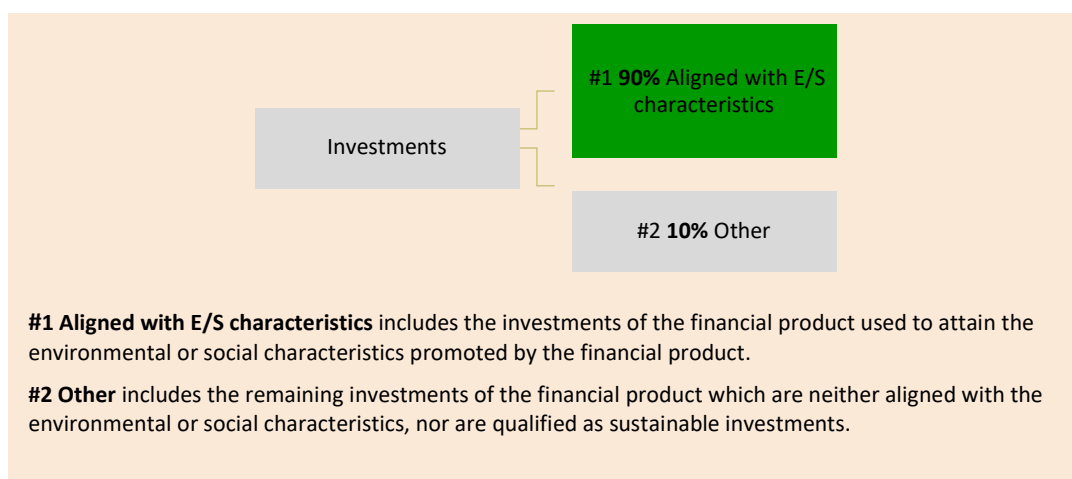 #1 90% Aligned with E/S
characteristics
Investments
#2 10% Other
#1 Aligned with E/S characteristics includes the investments of the financial product used to attain the
environmental or social characteristics promoted by the financial product.
#2 Other includes the remaining investments of the financial product which are neither aligned with the
environmental or social characteristics, nor are qualified as sustainable investments.